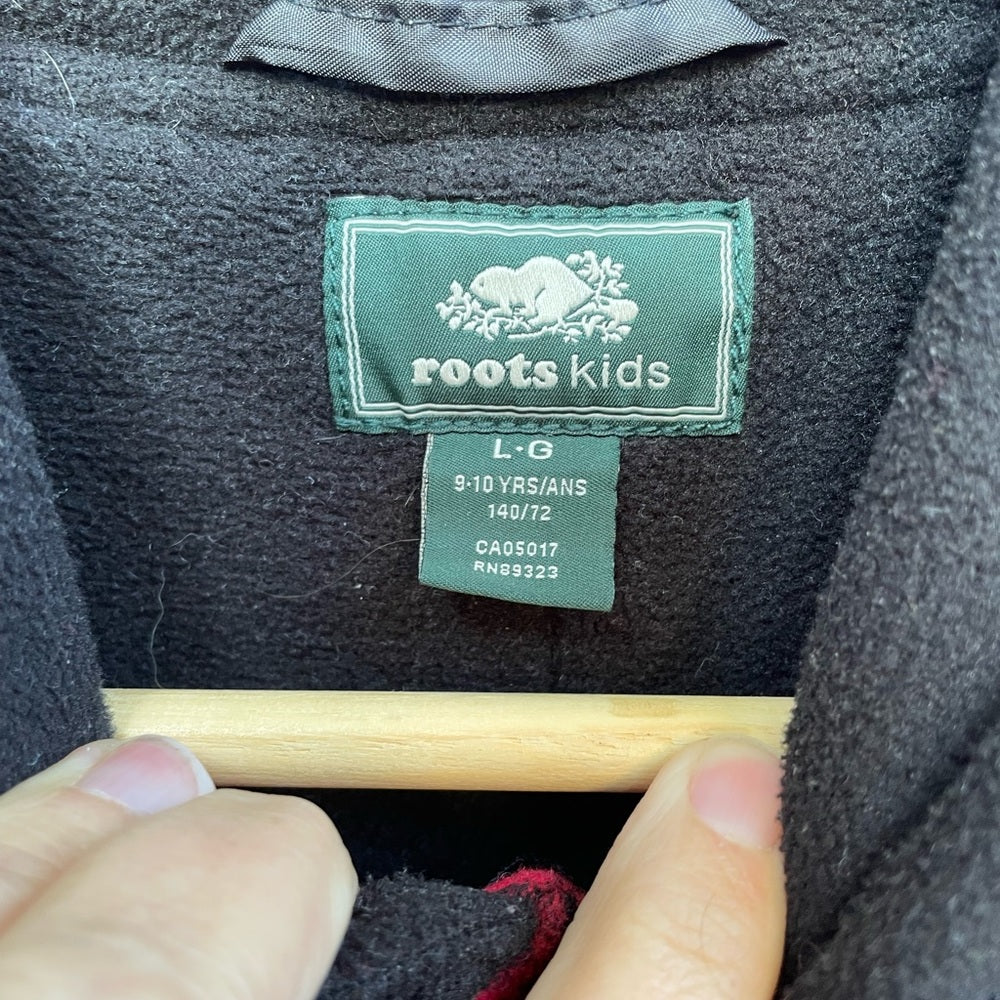 roots kids
L·G
9-10 YRS/ANS
140/72
CA05017
RN89323